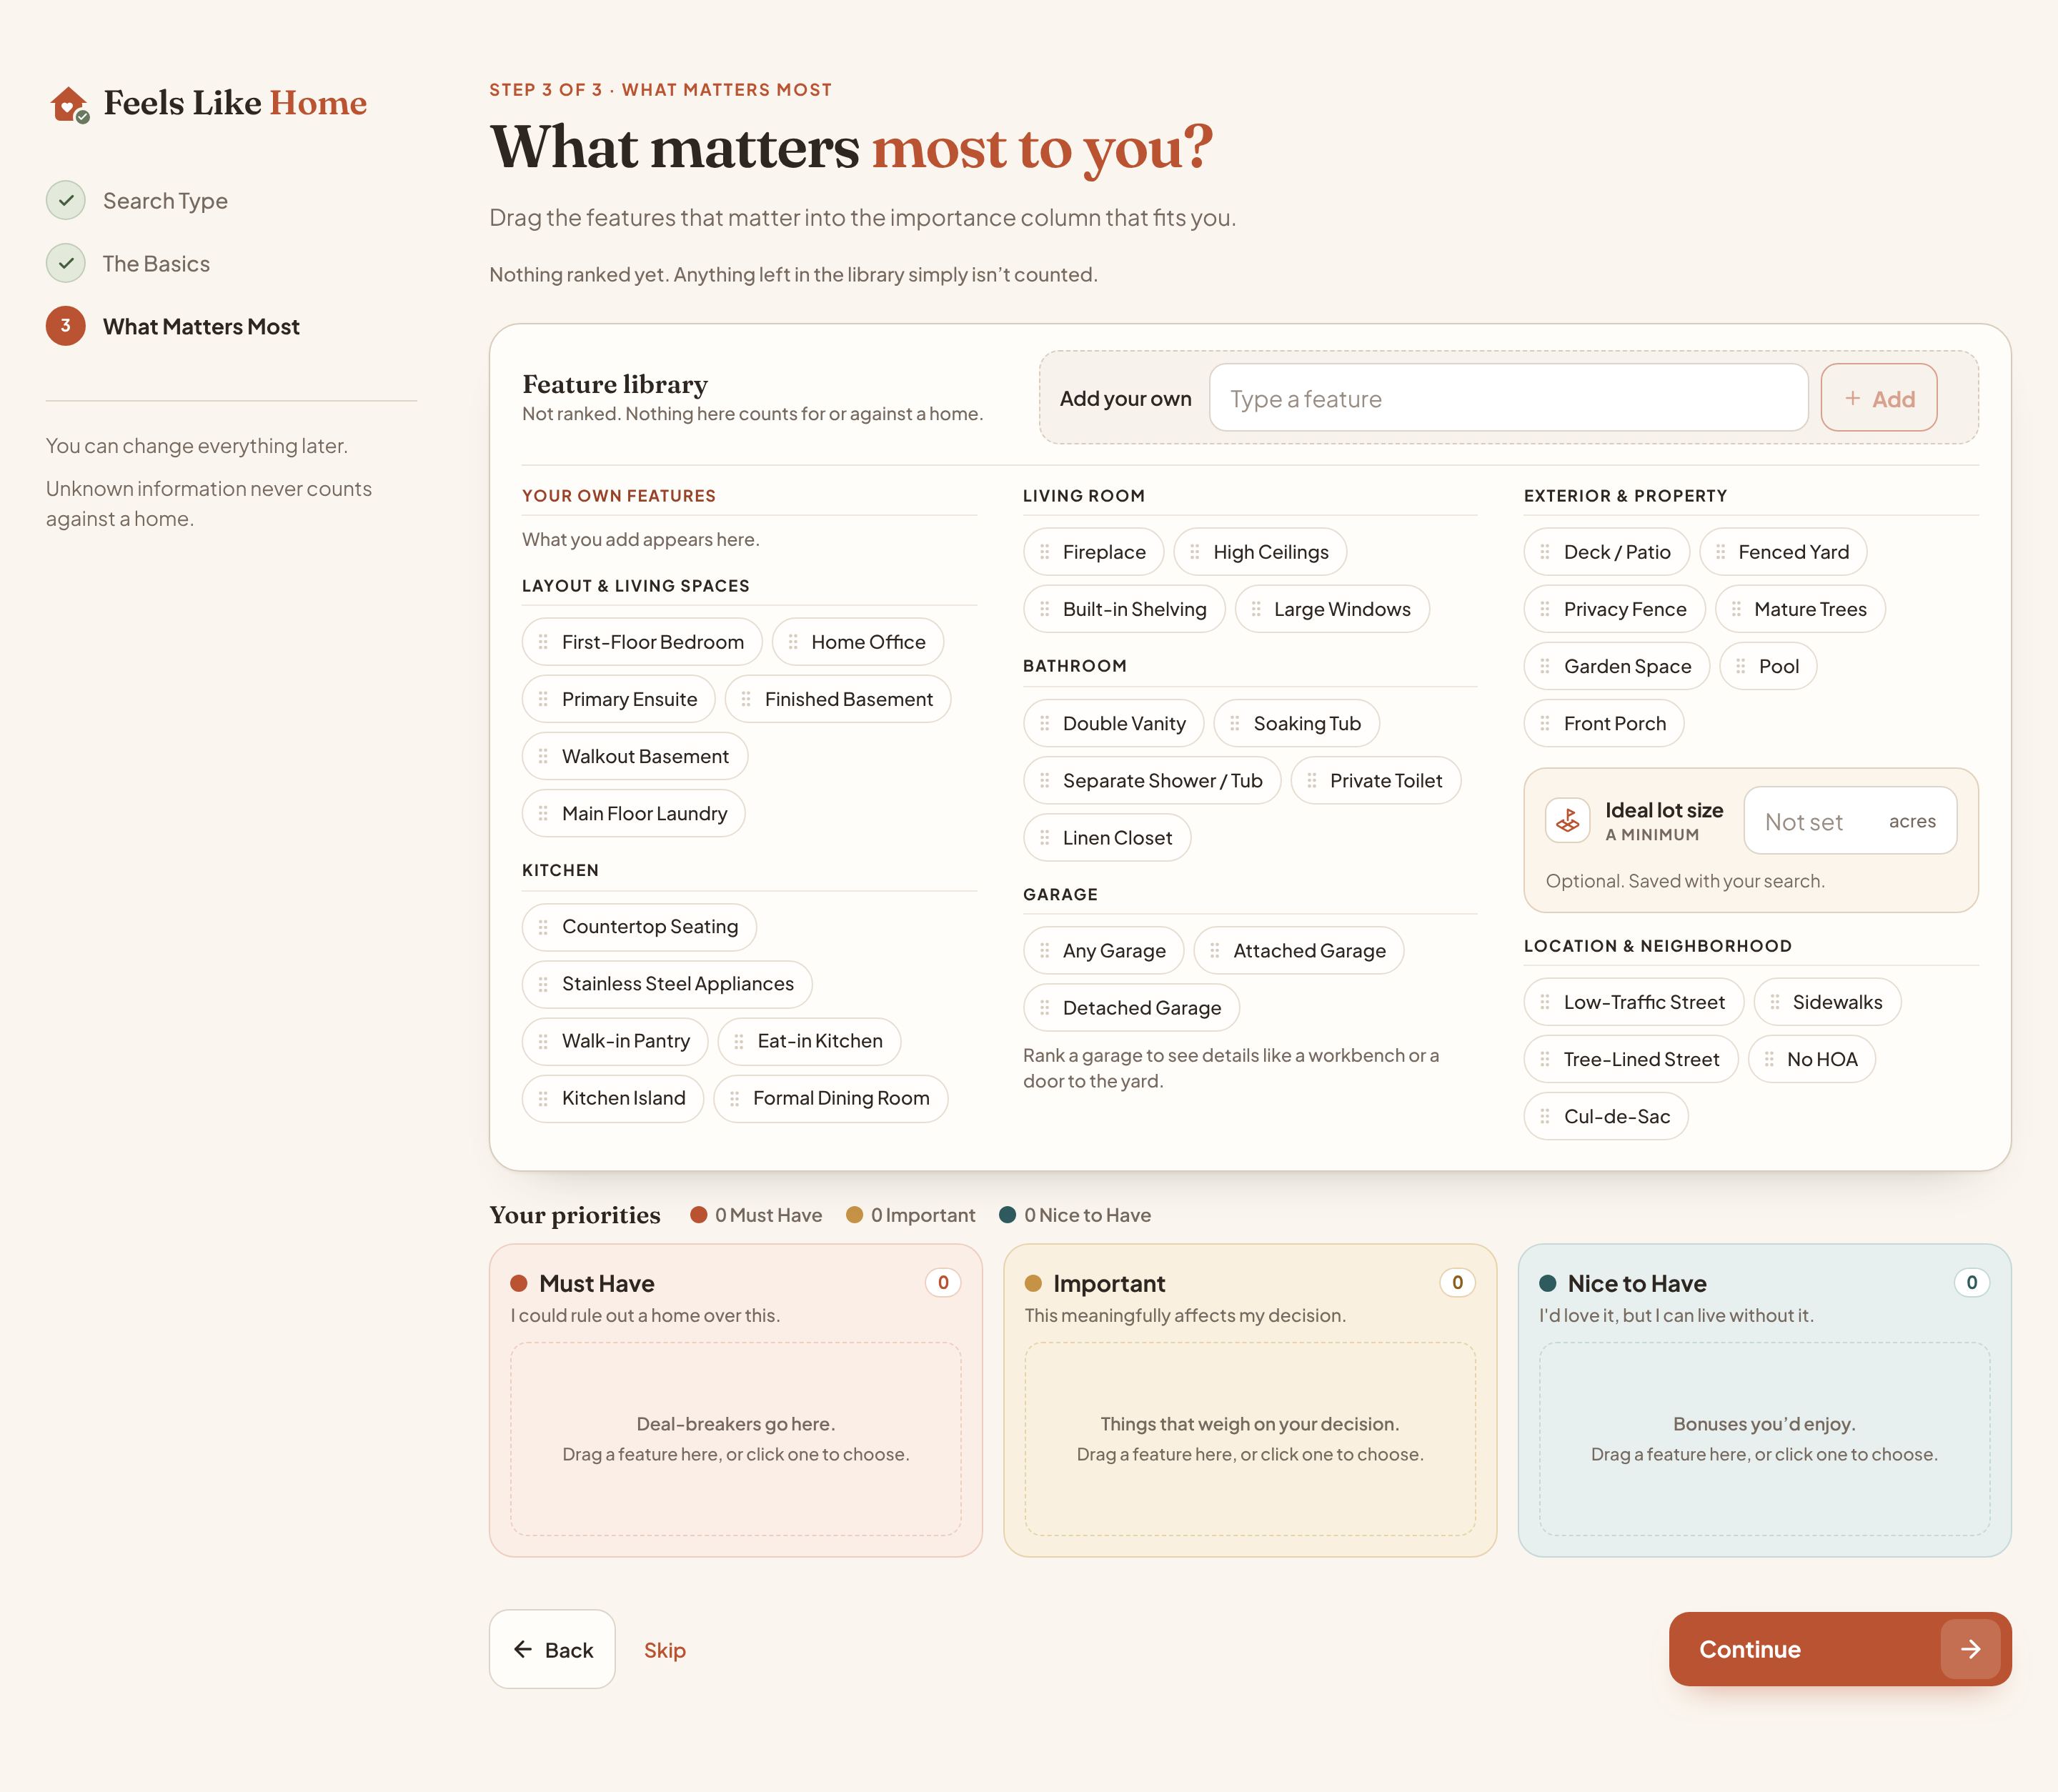 Feels Like Home
Search Type
The Basics
3 What Matters Most
You can change everything later.
Unknown information never counts
against a home.
STEP 3 OF 3 · WHAT MATTERS MOST
What matters most to you?
Drag the features that matter into the importance column that fits you.
Nothing ranked yet. Anything left in the library simply isn’t counted.
Feature library
Not ranked. Nothing here counts for or against a home.
Add your own
Type a feature
+ Add
YOUR OWN FEATURES
What you add appears here.
LAYOUT & LIVING SPACES
First-Floor Bedroom
Home Office
Primary Ensuite
Finished Basement
Walkout Basement
Main Floor Laundry
KITCHEN
Countertop Seating
Stainless Steel Appliances
Walk-in Pantry
Eat-in Kitchen
Kitchen Island
Formal Dining Room
LIVING ROOM
Fireplace
High Ceilings
Built-in Shelving
Large Windows
BATHROOM
Double Vanity
Soaking Tub
Separate Shower / Tub
Private Toilet
Linen Closet
GARAGE
Any Garage
Attached Garage
Detached Garage
Rank a garage to see details like a workbench or a
door to the yard.
EXTERIOR & PROPERTY
Deck / Patio
Fenced Yard
Privacy Fence
Mature Trees
Garden Space
Pool
Front Porch
Ideal lot size
A MINIMUM
Not set
acres
Optional. Saved with your search.
LOCATION & NEIGHBORHOOD
Low-Traffic Street
Sidewalks
Tree-Lined Street
No HOA
Cul-de-Sac
Your priorities
0 Must Have
0 Important
0 Nice to Have
Must Have
0
I could rule out a home over this.
Deal-breakers go here.
Drag a feature here, or click one to choose.
Important
0
This meaningfully affects my decision.
Things that weigh on your decision.
Drag a feature here, or click one to choose.
Nice to Have
0
I'd love it, but I can live without it.
Bonuses you’d enjoy.
Drag a feature here, or click one to choose.
Back
Skip
Continue